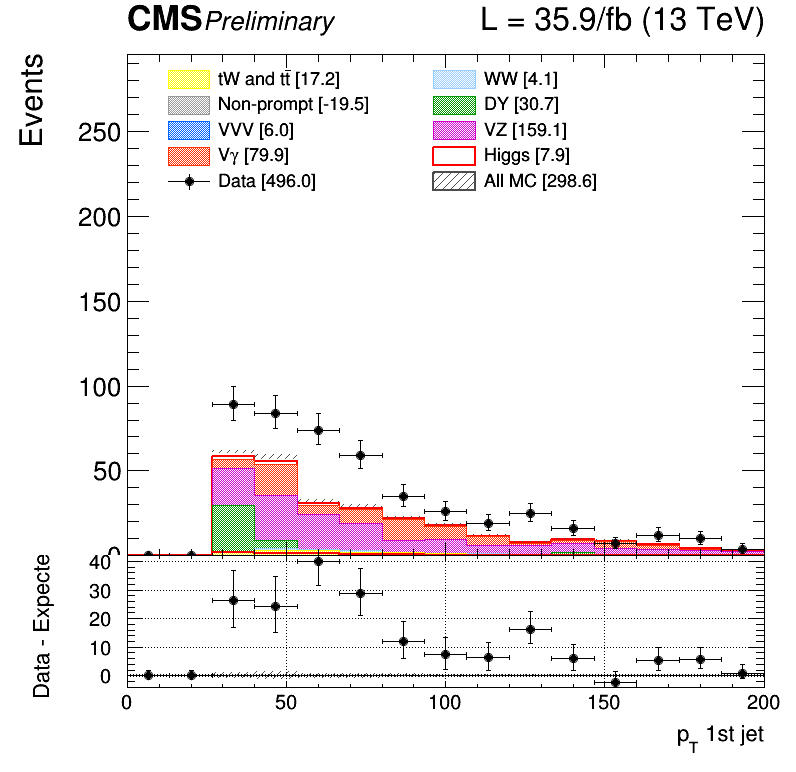 CMS Preliminary L = 35.9/fb (13 TeV)
Events
tW and tt̄ [17.2] WW [4.1]
Non-prompt [-19.5] DY [30.7]
VVV [6.0] VZ [159.1]
Vγ [79.9] Higgs [7.9]
Data [496.0] All MC [298.6]
250
200
150
100
50
0
Data - Expecte
40
30
20
10
0
0 50 100 150 200
p_T 1st jet